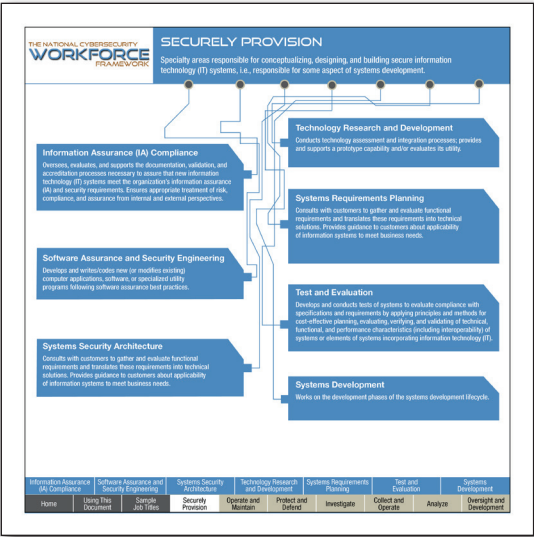 THE NATIONAL CYBERSECURITY
WORKFORCE
FRAMEWORK
SECURELY PROVISION
Specialty areas responsible for conceptualizing, designing, and building secure information
technology (IT) systems, i.e., responsible for some aspect of systems development.
Information Assurance (IA) Compliance
Oversees, evaluates, and supports the documentation, validation, and
accreditation processes necessary to assure that new information
technology (IT) systems meet the organization's information assurance
(IA) and security requirements. Ensures appropriate treatment of risk,
compliance, and assurance from internal and external perspectives.
Software Assurance and Security Engineering
Develops and writes/codes new (or modifies existing)
computer applications, software, or specialized utility
programs following software assurance best practices.
Systems Security Architecture
Consults with customers to gather and evaluate functional
requirements and translates these requirements into technical
solutions. Provides guidance to customers about applicability
of information systems to meet business needs.
Technology Research and Development
Conducts technology assessment and integration processes; provides
and supports a prototype capability and/or evaluates its utility.
Systems Requirements Planning
Consults with customers to gather and evaluate functional
requirements and translates these requirements into technical
solutions. Provides guidance to customers about applicability
of information systems to meet business needs.
Test and Evaluation
Develops and conducts tests of systems to evaluate compliance with
specifications and requirements by applying principles and methods for
cost-effective planning, evaluating, verifying, and validating of technical,
functional, and performance characteristics (including interoperability) of
systems or elements of systems incorporating information technology (IT).
Systems Development
Works on the development phases of the systems development lifecycle.
Information Assurance
(IA) Compliance
Software Assurance and
Security Engineering
Systems Security
Architecture
Technology Research
and Development
Systems Requirements
Planning
Test and
Evaluation
Systems
Development
Home
Using This
Document
Sample
Job Titles
Securely
Provision
Operate and
Maintain
Protect and
Defend
Investigate
Collect and
Operate
Analyze
Oversight and
Development